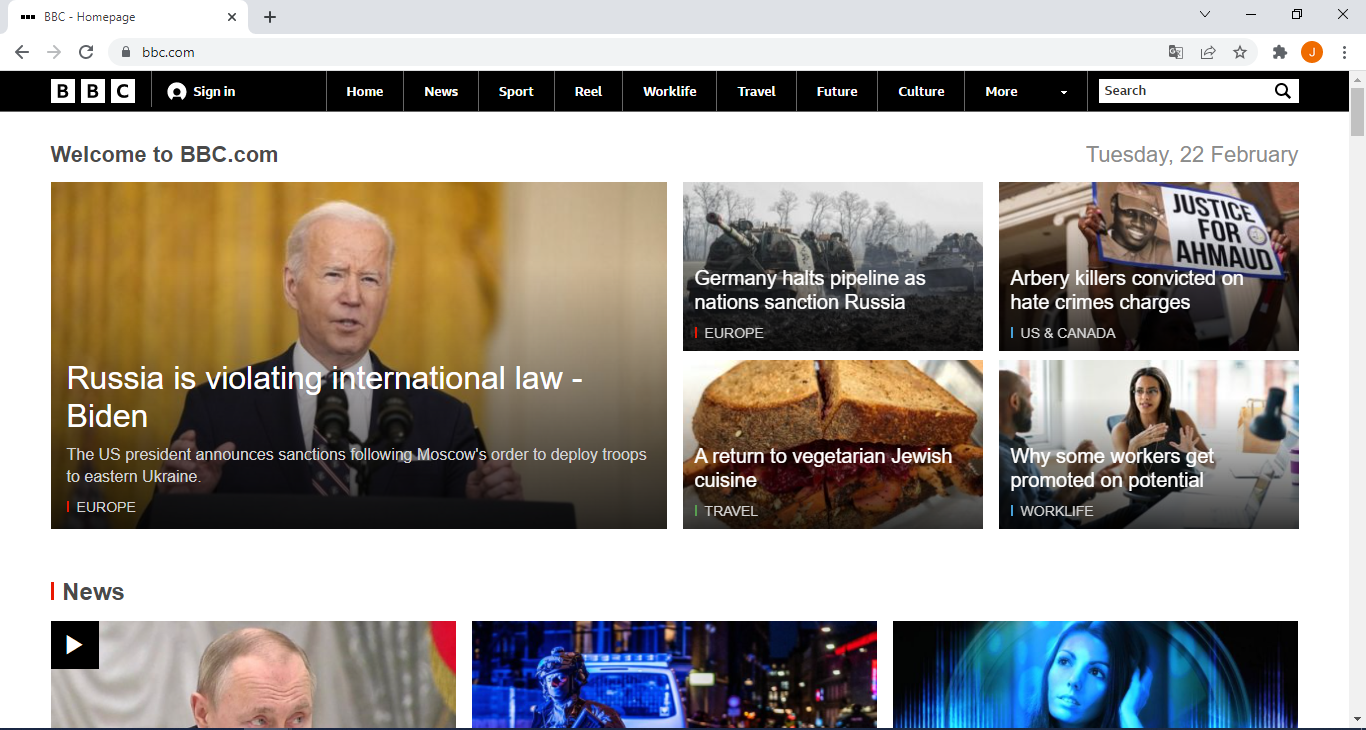 BBC - Homepage
bbc.com
J
BBC
Sign in
Home
News
Sport
Reel
Worklife
Travel
Future
Culture
More
Search
Welcome to BBC.com
Tuesday, 22 February
Russia is violating international law -
Biden
The US president announces sanctions following Moscow's order to deploy troops
to eastern Ukraine.
EUROPE
Germany halts pipeline as
nations sanction Russia
EUROPE
JUSTICE
FOR
AHMAUD
Arbery killers convicted on
hate crimes charges
US & CANADA
A return to vegetarian Jewish
cuisine
TRAVEL
Why some workers get
promoted on potential
WORKLIFE
News